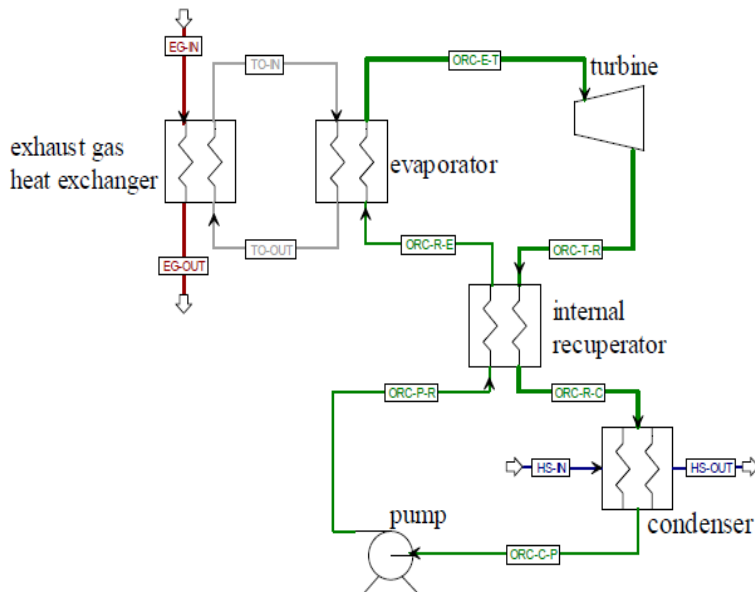 EG-IN
TO-IN
ORC-E-T
turbine
exhaust gas
heat exchanger
evaporator
TO-OUT
ORC-R-E
ORC-T-R
EG-OUT
internal
recuperator
ORC-P-R
ORC-R-C
HS-IN
HS-OUT
pump
condenser
ORC-C-P